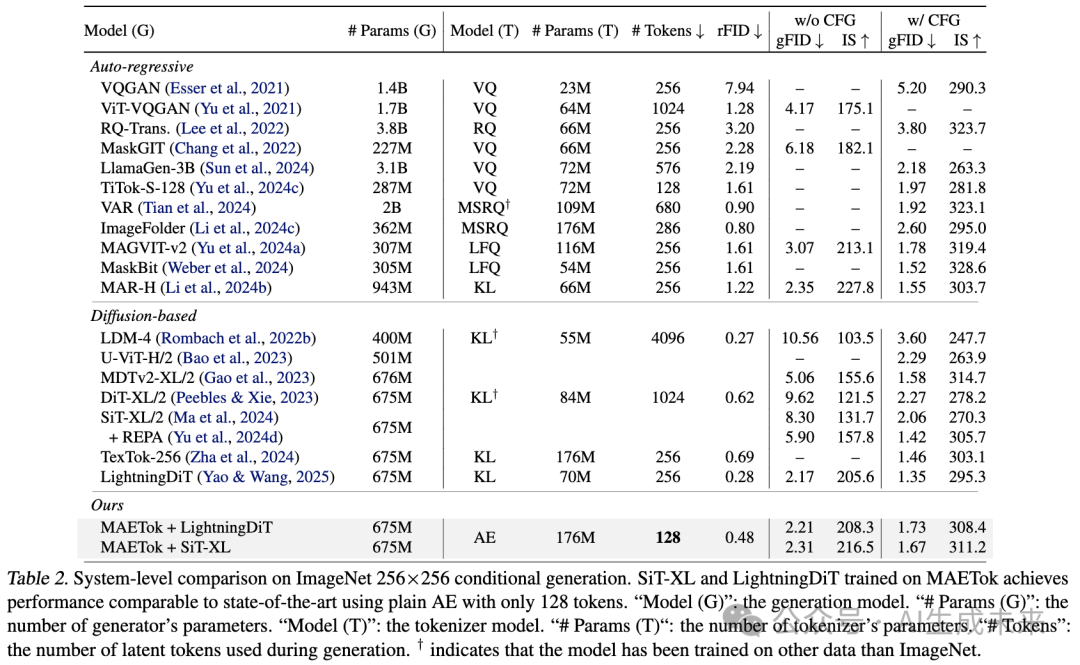 Model (G) # Params (G) Model (T) # Params (T) # Tokens ↓ rFID ↓ w/o CFG w/ CFG
gFID ↓ IS ↑ gFID ↓ IS ↑
Auto-regressive
VQGAN (Esser et al., 2021) 1.4B VQ 23M 256 7.94 – – 5.20 290.3
ViT-VQGAN (Yu et al., 2021) 1.7B VQ 64M 1024 1.28 4.17 175.1 – –
RQ-Trans. (Lee et al., 2022) 3.8B RQ 66M 256 3.20 – – 3.80 323.7
MaskGIT (Chang et al., 2022) 227M VQ 66M 256 2.28 6.18 182.1 – –
LlamaGen-3B (Sun et al., 2024) 3.1B VQ 72M 576 2.19 – – 2.18 263.3
TiTok-S-128 (Yu et al., 2024c) 287M VQ 72M 128 1.61 – – 1.97 281.8
VAR (Tian et al., 2024) 2B MSRQ† 109M 680 0.90 – – 1.92 323.1
ImageFolder (Li et al., 2024c) 362M MSRQ 176M 286 0.80 – – 2.60 295.0
MAGVIT-v2 (Yu et al., 2024a) 307M LFQ 116M 256 1.61 3.07 213.1 1.78 319.4
MaskBit (Weber et al., 2024) 305M LFQ 54M 256 1.61 – – 1.52 328.6
MAR-H (Li et al., 2024b) 943M KL 66M 256 1.22 2.35 227.8 1.55 303.7
Diffusion-based
LDM-4 (Rombach et al., 2022b) 400M KL† 55M 4096 0.27 10.56 103.5 3.60 247.7
U-ViT-H/2 (Bao et al., 2023) 501M – – 2.29 263.9
MDTv2-XL/2 (Gao et al., 2023) 676M 5.06 155.6 1.58 314.7
DiT-XL/2 (Peebles & Xie, 2023) 675M KL† 84M 1024 0.62 9.62 121.5 2.27 278.2
SiT-XL/2 (Ma et al., 2024) 675M 8.30 131.7 2.06 270.3
+ REPA (Yu et al., 2024d) 5.90 157.8 1.42 305.7
TexTok-256 (Zha et al., 2024) 675M KL 176M 256 0.69 – – 1.46 303.1
LightningDiT (Yao & Wang, 2025) 675M KL 70M 256 0.28 2.17 205.6 1.35 295.3
Ours
MAETok + LightningDiT 675M AE 176M 128 0.48 2.21 208.3 1.73 308.4
MAETok + SiT-XL 675M 2.31 216.5 1.67 311.2
Table 2. System-level comparison on ImageNet 256×256 conditional generation. SiT-XL and LightningDiT trained on MAETok achieves
performance comparable to state-of-the-art using plain AE with only 128 tokens. “Model (G)”: the generation model. “# Params (G)”: the
number of generator’s parameters. “Model (T)”: the tokenizer model. “# Params (T)“: the number of tokenizer’s parameters. “# Tokens”:
the number of latent tokens used during generation. † indicates that the model has been trained on other data than ImageNet.
公众号 · AI生成未来